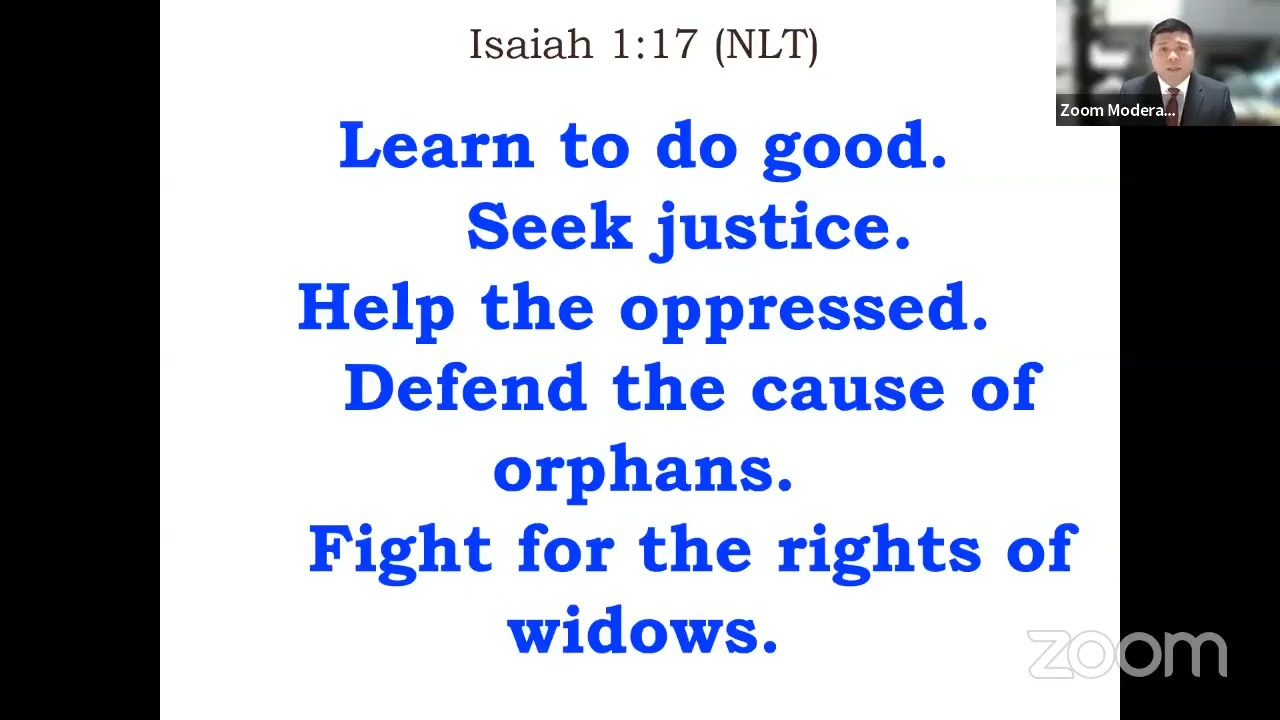 Isaiah 1:17 (NLT)
Zoom Modera...
Learn to do good.
Seek justice.
Help the oppressed.
Defend the cause of
orphans.
Fight for the rights of
widows.
zoom